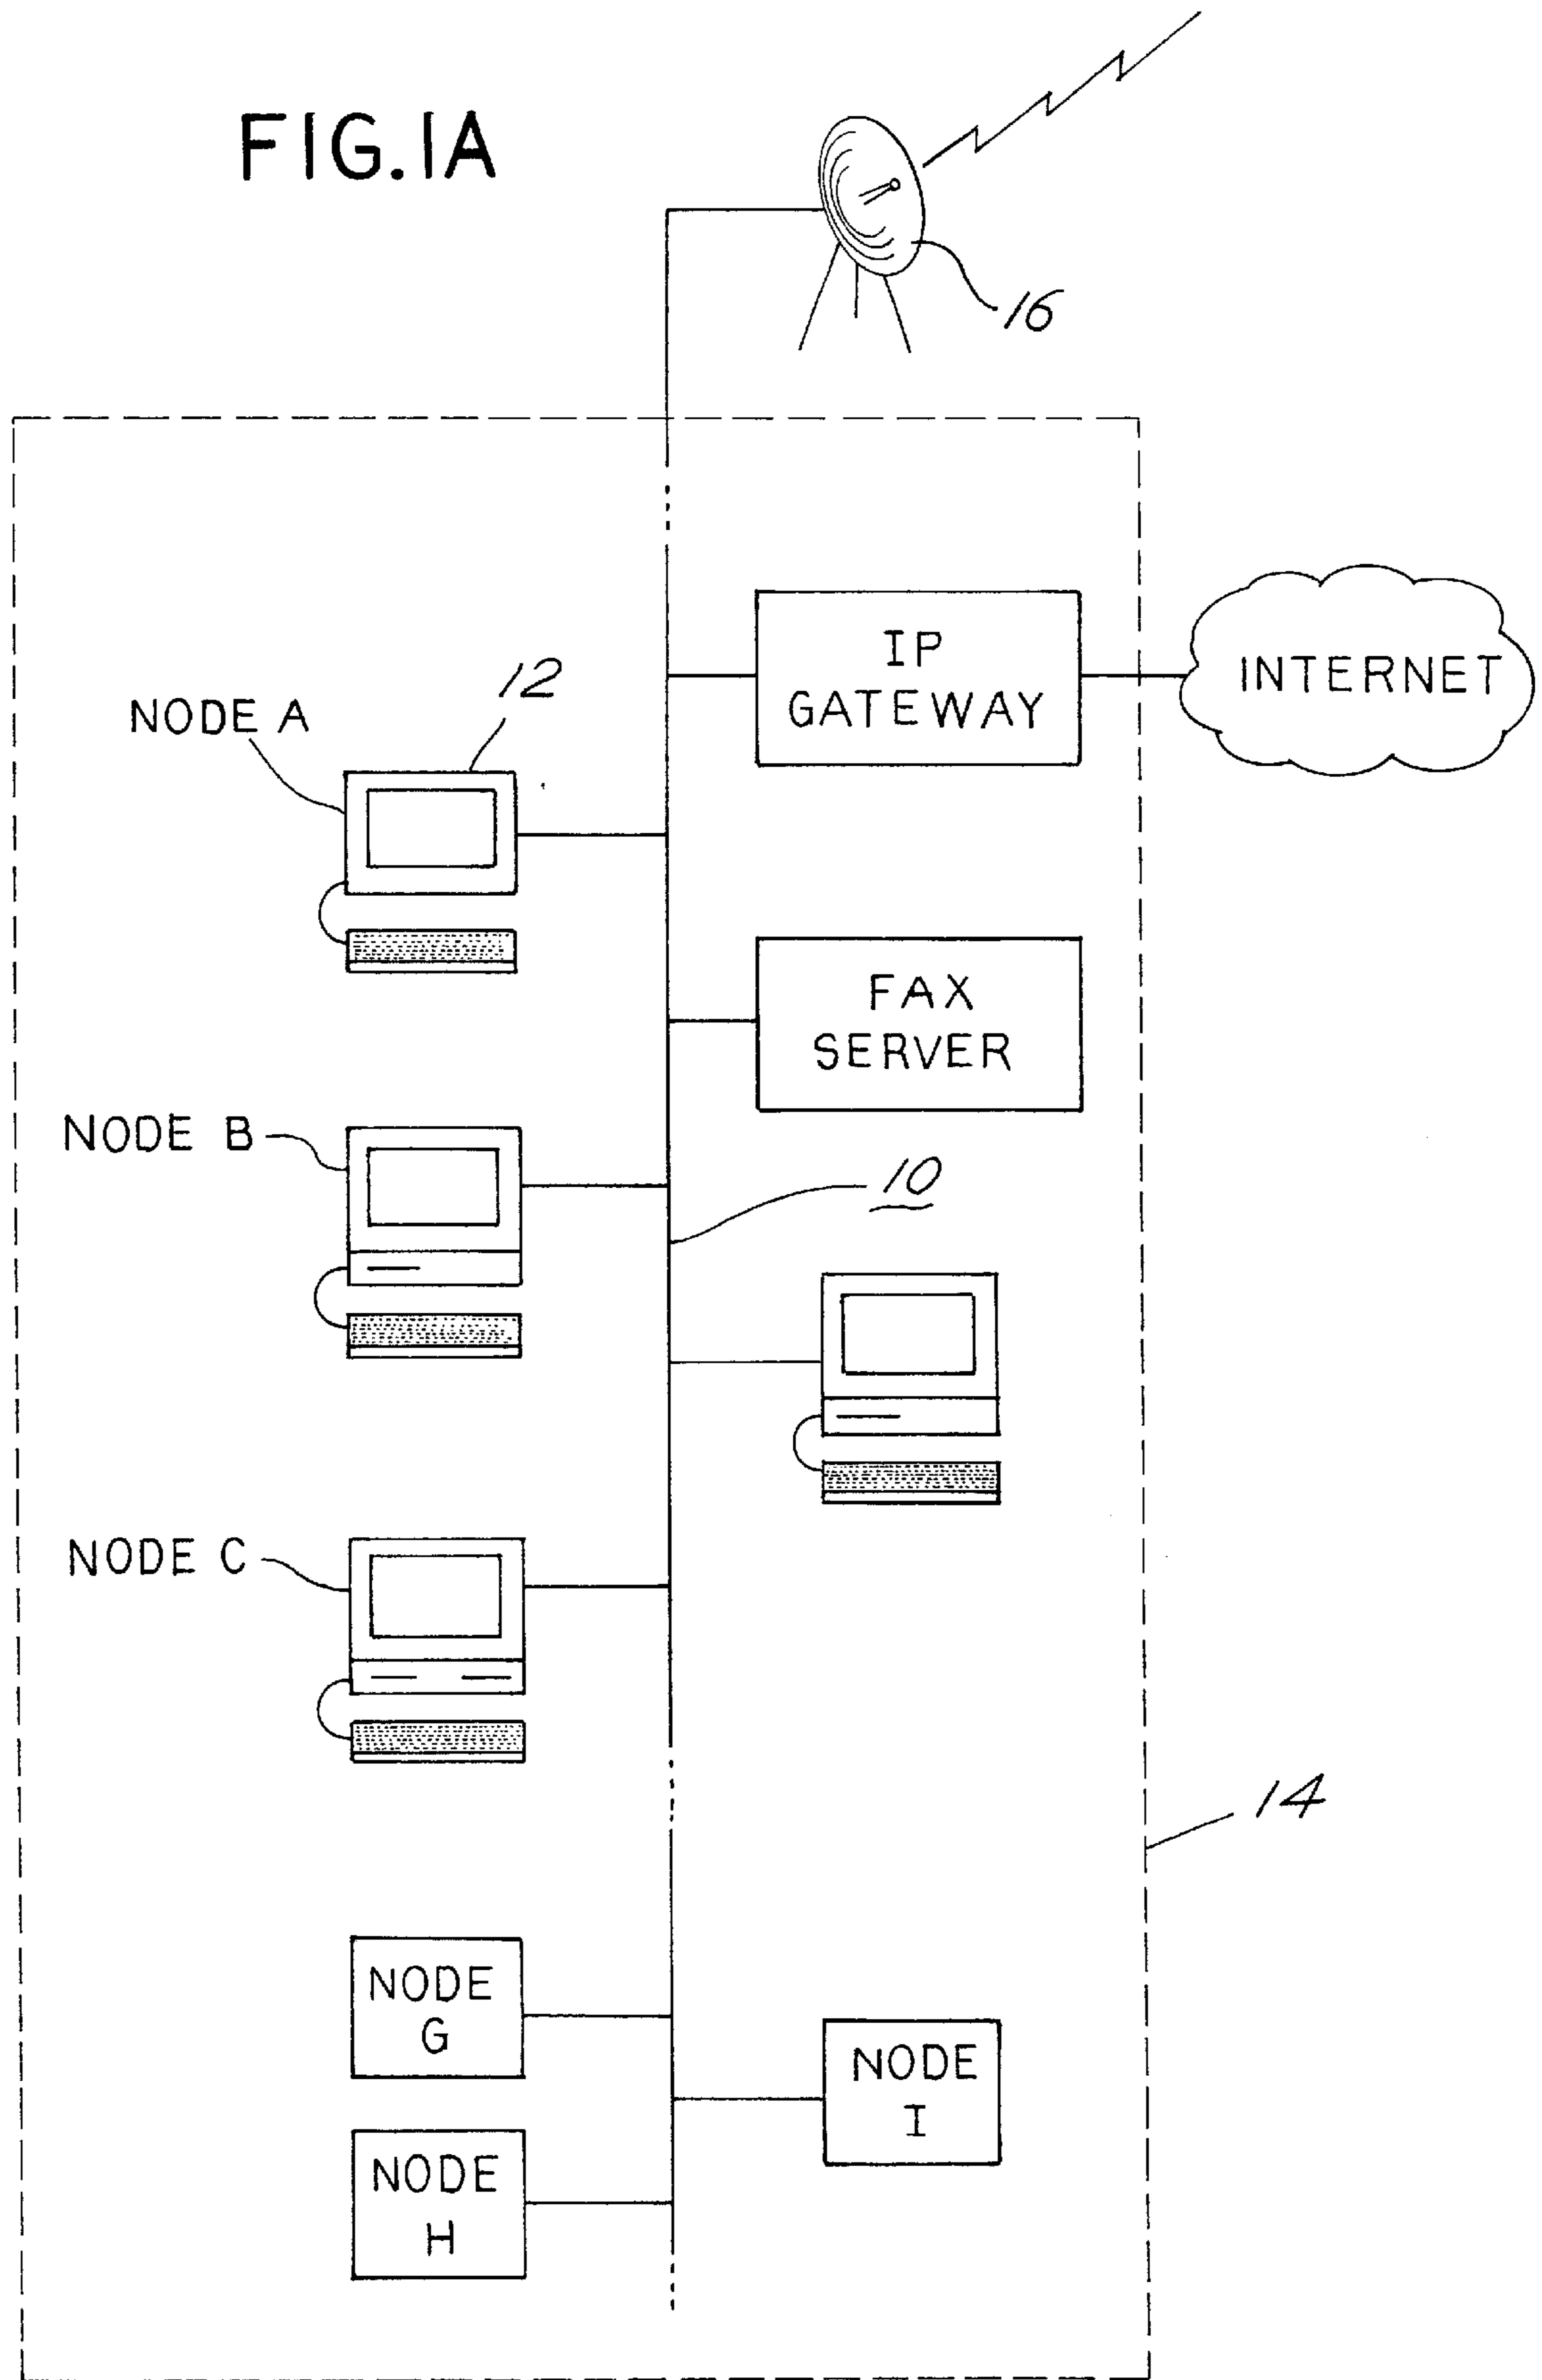 FIG.1A
16
IP
GATEWAY
INTERNET
12
NODE A
FAX
SERVER
NODE B
10
NODE C
14
NODE
G
NODE
I
NODE
H